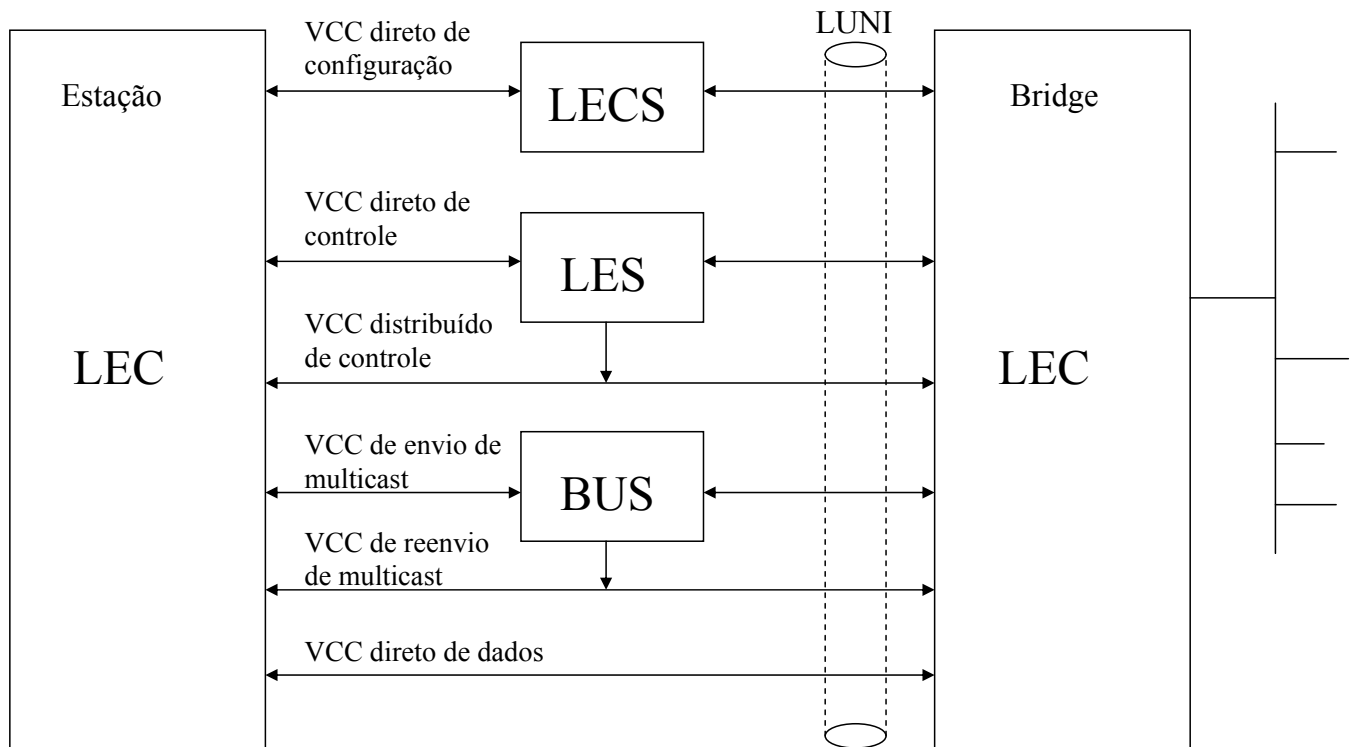 LUNI
VCC direto de
configuração
Estação
LECS
Bridge
VCC direto de
controle
LES
VCC distribuído
de controle
LEC
LEC
VCC de envio de
multicast
BUS
VCC de reenvio
de multicast
VCC direto de dados